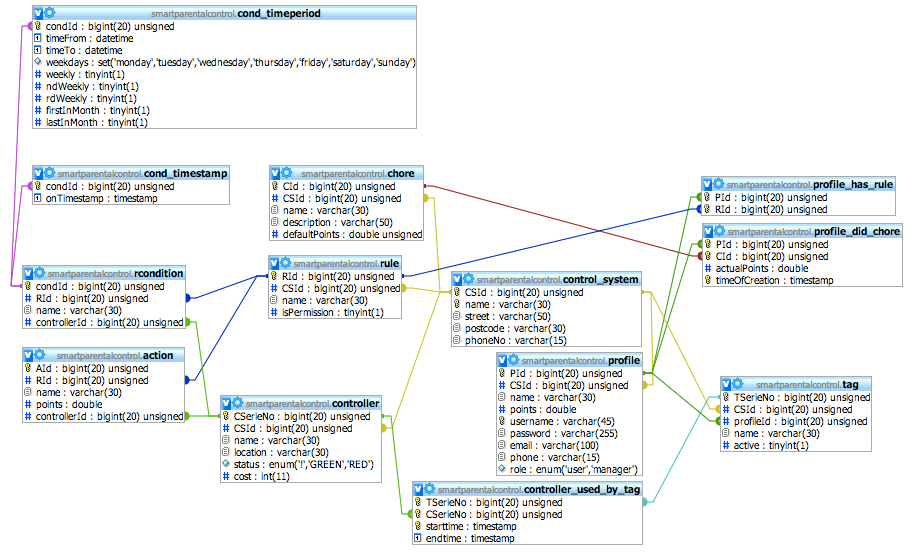 smartparentalcontrol.cond_timeperiod
condId : bigint(20) unsigned
timeFrom : datetime
timeTo : datetime
weekdays : set('monday','tuesday','wednesday','thursday','friday','saturday','sunday')
weekly : tinyint(1)
ndWeekly : tinyint(1)
rdWeekly : tinyint(1)
firstInMonth : tinyint(1)
lastInMonth : tinyint(1)
smartparentalcontrol.cond_timestamp
condId : bigint(20) unsigned
onTimestamp : timestamp
smartparentalcontrol.chore
CId : bigint(20) unsigned
CSId : bigint(20) unsigned
name : varchar(30)
description : varchar(50)
defaultPoints : double unsigned
smartparentalcontrol.profile_has_rule
PId : bigint(20) unsigned
RId : bigint(20) unsigned
smartparentalcontrol.profile_did_chore
PId : bigint(20) unsigned
CId : bigint(20) unsigned
actualPoints : double
timeOfCreation : timestamp
smartparentalcontrol.rcondition
condId : bigint(20) unsigned
RId : bigint(20) unsigned
name : varchar(30)
controllerId : bigint(20) unsigned
smartparentalcontrol.rule
RId : bigint(20) unsigned
CSId : bigint(20) unsigned
name : varchar(30)
isPermission : tinyint(1)
smartparentalcontrol.control_system
CSId : bigint(20) unsigned
name : varchar(30)
street : varchar(50)
postcode : varchar(30)
phoneNo : varchar(15)
smartparentalcontrol.action
AId : bigint(20) unsigned
RId : bigint(20) unsigned
name : varchar(30)
points : double
controllerId : bigint(20) unsigned
smartparentalcontrol.profile
PId : bigint(20) unsigned
CSId : bigint(20) unsigned
name : varchar(30)
points : double
username : varchar(45)
password : varchar(255)
email : varchar(100)
phone : varchar(15)
role : enum('user','manager')
smartparentalcontrol.tag
TSerieNo : bigint(20) unsigned
CSId : bigint(20) unsigned
profileId : bigint(20) unsigned
name : varchar(30)
active : tinyint(1)
smartparentalcontrol.controller
CSerieNo : bigint(20) unsigned
CSId : bigint(20) unsigned
name : varchar(30)
location : varchar(30)
status : enum('!','GREEN','RED')
cost : int(11)
smartparentalcontrol.controller_used_by_tag
TSerieNo : bigint(20) unsigned
CSerieNo : bigint(20) unsigned
starttime : timestamp
endtime : timestamp